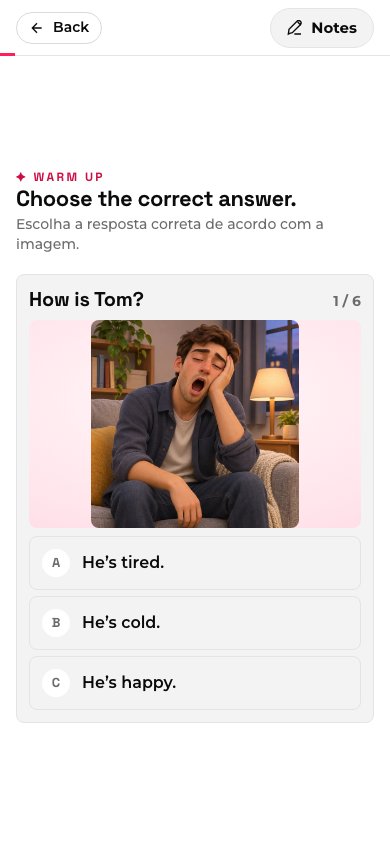 Back
Notes
WARM UP
Choose the correct answer.
Escolha a resposta correta de acordo com a
imagem.
How is Tom?
1 / 6
A
He's tired.
B
He's cold.
C
He's happy.